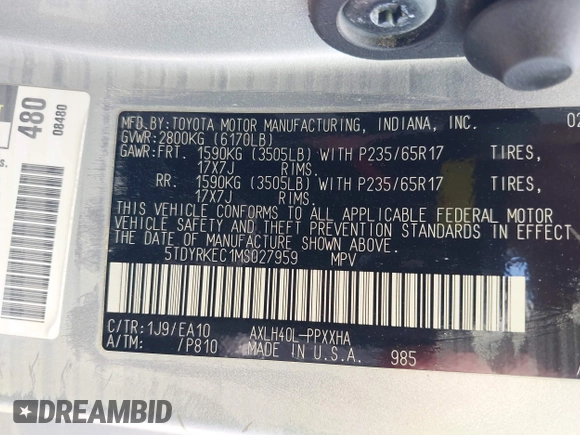 480
08480
MFD.BY:TOYOTA MOTOR MANUFACTURING, INDIANA, INC. 02
GVWR:2800KG (6170LB)
GAWR:FRT. 1590KG (3505LB) WITH P235/65R17 TIRES,
17X7J RIMS.
RR. 1590KG (3505LB) WITH P235/65R17 TIRES,
17X7J RIMS.
THIS VEHICLE CONFORMS TO ALL APPLICABLE FEDERAL MOTOR
VEHICLE SAFETY AND THEFT PREVENTION STANDARDS IN EFFECT
ON THE DATE OF MANUFACTURE SHOWN ABOVE.
5TDYRKEC1MS027959 MPV
C/TR:1J9/EA10 AXLH40L-PPXXHA
A/TM: /P810 MADE IN U.S.A. 985
DREAMBID